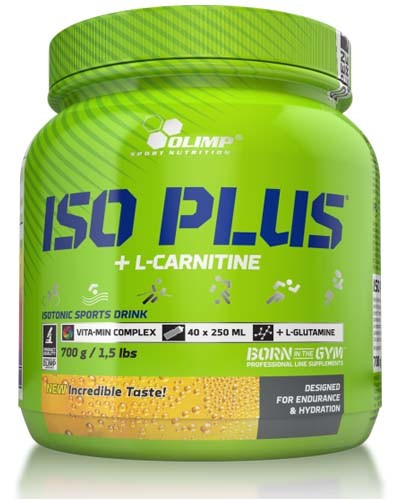 OLIMP
SPORT NUTRITION
ISO PLUS
+ L-CARNITINE
ISOTONIC SPORTS DRINK
VITA-MIN COMPLEX
40 x 250 ML
+ L-GLUTAMINE
700 g / 1,5 lbs
BORN IN THE GYM
PROFESSIONAL LINE SUPPLEMENTS
NEW Incredible Taste!
DESIGNED
FOR ENDURANCE
& HYDRATION